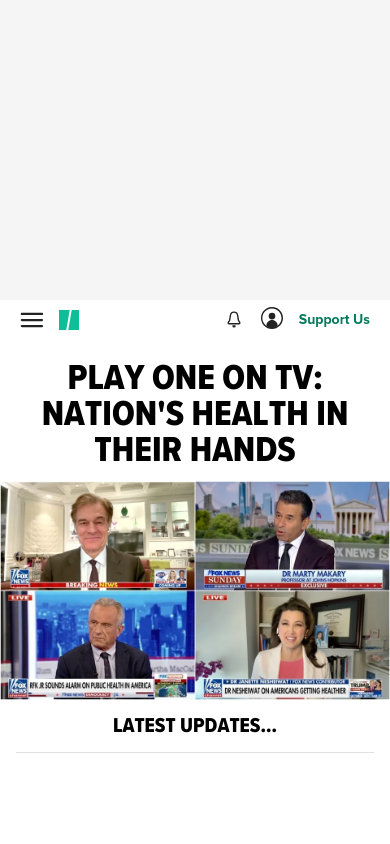 Support Us
PLAY ONE ON TV:
NATION'S HEALTH IN
THEIR HANDS
FOX
NEWS
BREAKING NEWS
COMING UP
FOX NEWS
SUNDAY
DR MARTY MAKARY
PROFESSOR AT JOHNS HOPKINS
EXCLUSIVE
LIVE
FOX
NEWS
RFK JR SOUNDS ALARM ON PUBLIC HEALTH IN AMERICA
LIVE
FOX
NEWS
DR JANETTE NESHEIWAT | FOX NEWS CONTRIBUTOR
DR NESHEIWAT ON AMERICANS GETTING HEALTHIER
LATEST UPDATES...